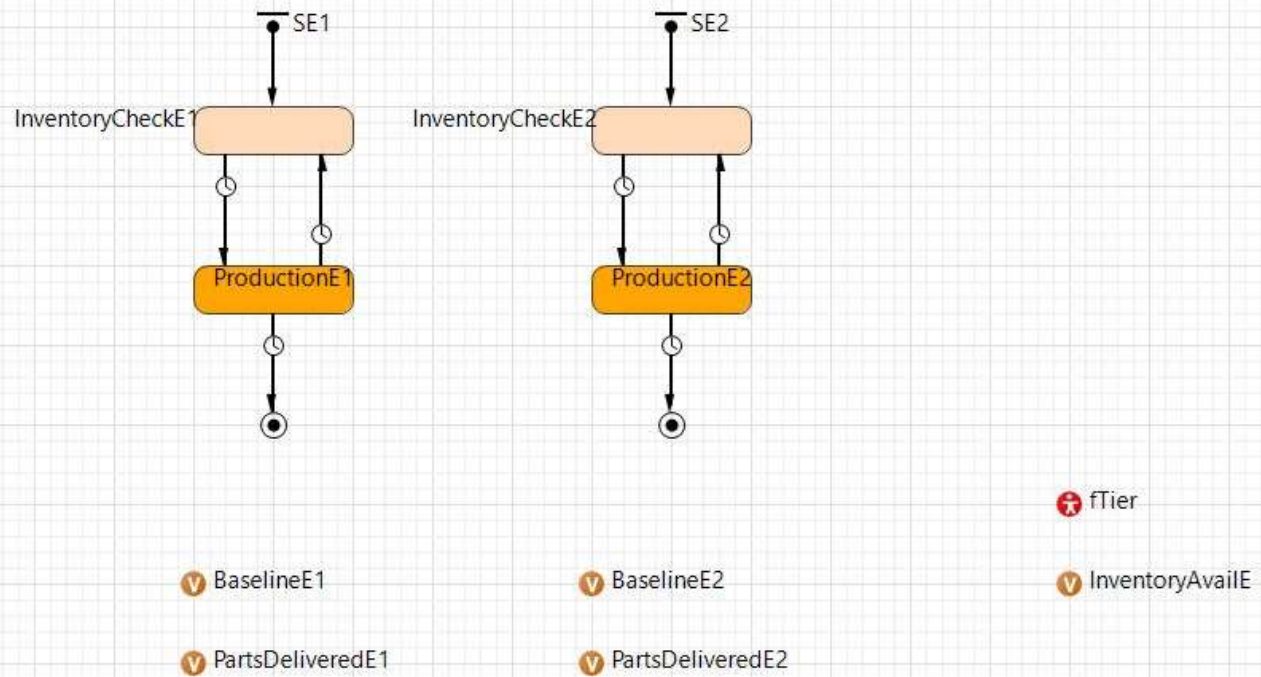 SE1
SE2
InventoryCheckE1
InventoryCheckE2
ProductionE1
ProductionE2
fTier
BaselineE1
BaselineE2
InventoryAvailE
PartsDeliveredE1
PartsDeliveredE2